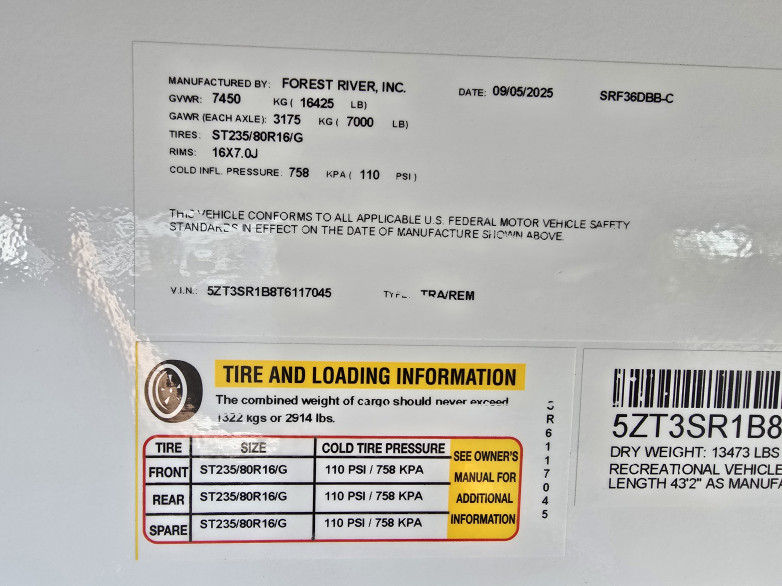 MANUFACTURED BY: FOREST RIVER, INC. DATE: 09/05/2025 SRF36DBB-C
GVWR: 7450 KG ( 16425 LB)
GAWR (EACH AXLE): 3175 KG ( 7000 LB)
TIRES: ST235/80R16/G
RIMS: 16X7.0J
COLD INFL. PRESSURE: 758 KPA ( 110 PSI)
THIS VEHICLE CONFORMS TO ALL APPLICABLE U.S. FEDERAL MOTOR VEHICLE SAFETY
STANDARDS IN EFFECT ON THE DATE OF MANUFACTURE SHOWN ABOVE.
V.I.N.: 5ZT3SR1B8T6117045 TYPE: TRA/REM
TIRE AND LOADING INFORMATION
The combined weight of cargo should never exceed
1322 kgs or 2914 lbs.
TIRE SIZE COLD TIRE PRESSURE
FRONT ST235/80R16/G 110 PSI / 758 KPA
REAR ST235/80R16/G 110 PSI / 758 KPA
SPARE ST235/80R16/G 110 PSI / 758 KPA
SEE OWNER'S
MANUAL FOR
ADDITIONAL
INFORMATION
SR6117045
5ZT3SR1B8
DRY WEIGHT: 13473 LBS
RECREATIONAL VEHICLE
LENGTH 43'2" AS MANUFA